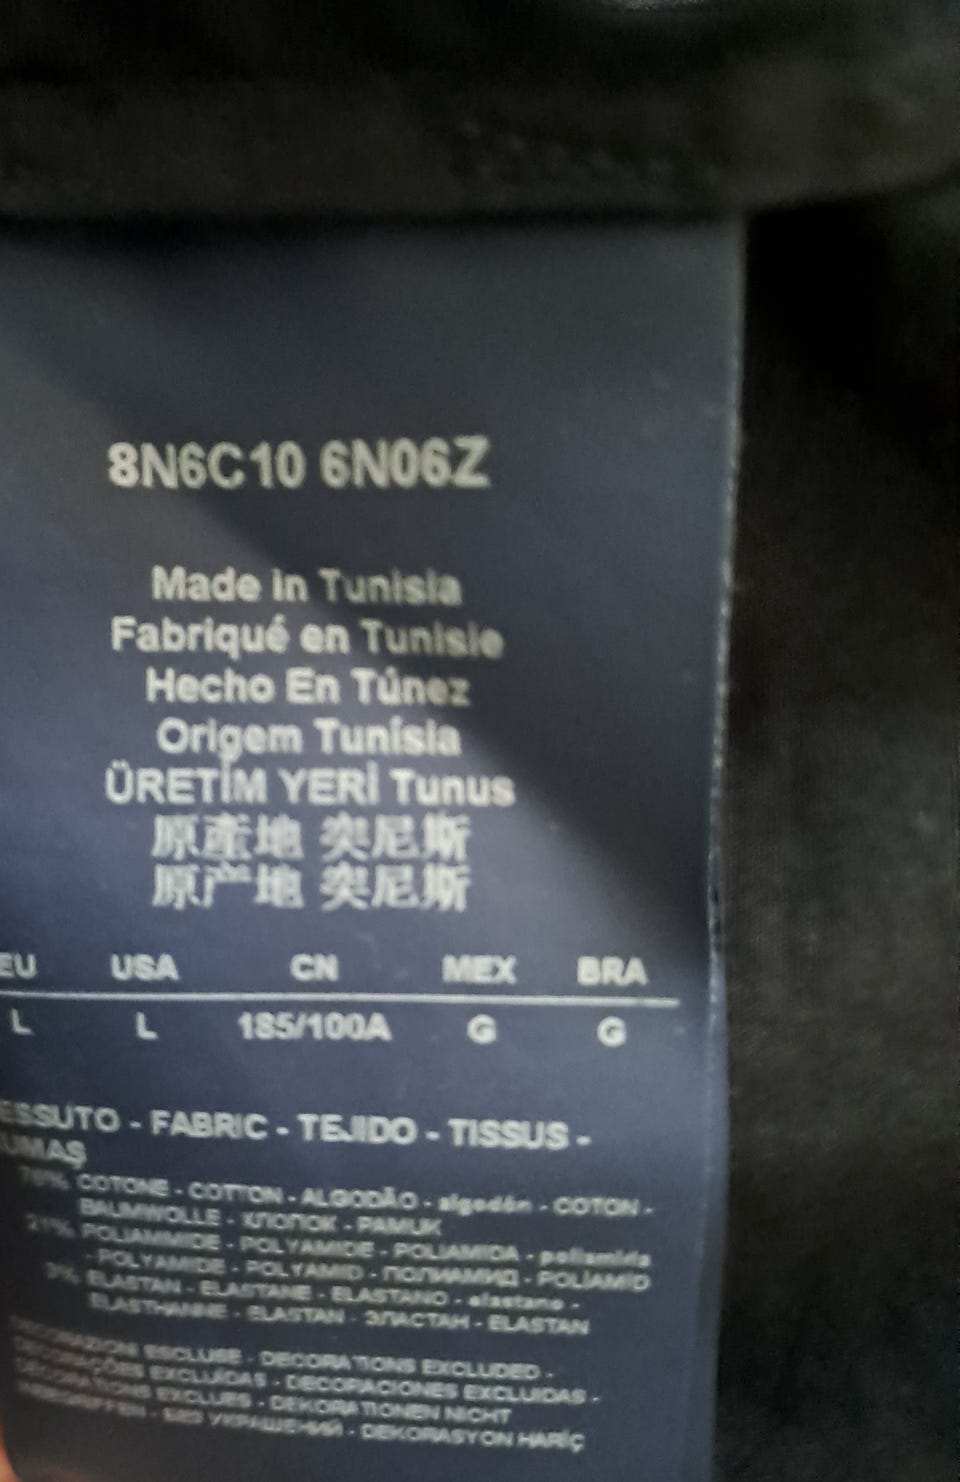 8N6C10 6N06Z
Made in Tunisia
Fabriqué en Tunisie
Hecho En Túnez
Origem Tunísia
ÜRETİM YERİ Tunus
原產地 突尼斯
原产地 突尼斯
EU USA CN MEX BRA
L L 185/100A G G
ESSUTO - FABRIC - TEJIDO - TISSUS -
UMAŞ
COTONE - COTTON - ALGODÃO - algodón - COTON -
BAUMWOLLE - ХЛОПОК - PAMUK
21% POLIAMMIDE - POLYAMIDE - POLIAMIDA - poliamida
- POLYAMIDE - POLYAMID - ПОЛИАМИД - POLİAMİD
ELASTAN - ELASTANE - ELASTANO - elastano -
ELASTHANNE - ELASTAN - ЭЛАСТАН - ELASTAN
DECORAZIONI ESCLUSE - DECORATIONS EXCLUDED -
DECORAÇÕES EXCLUÍDAS - DECORACIONES EXCLUIDAS -
EXCLUES - DEKORATIONEN NICHT
- БЕЗ УКРАШЕНИЙ - DEKORASYON HARİÇ